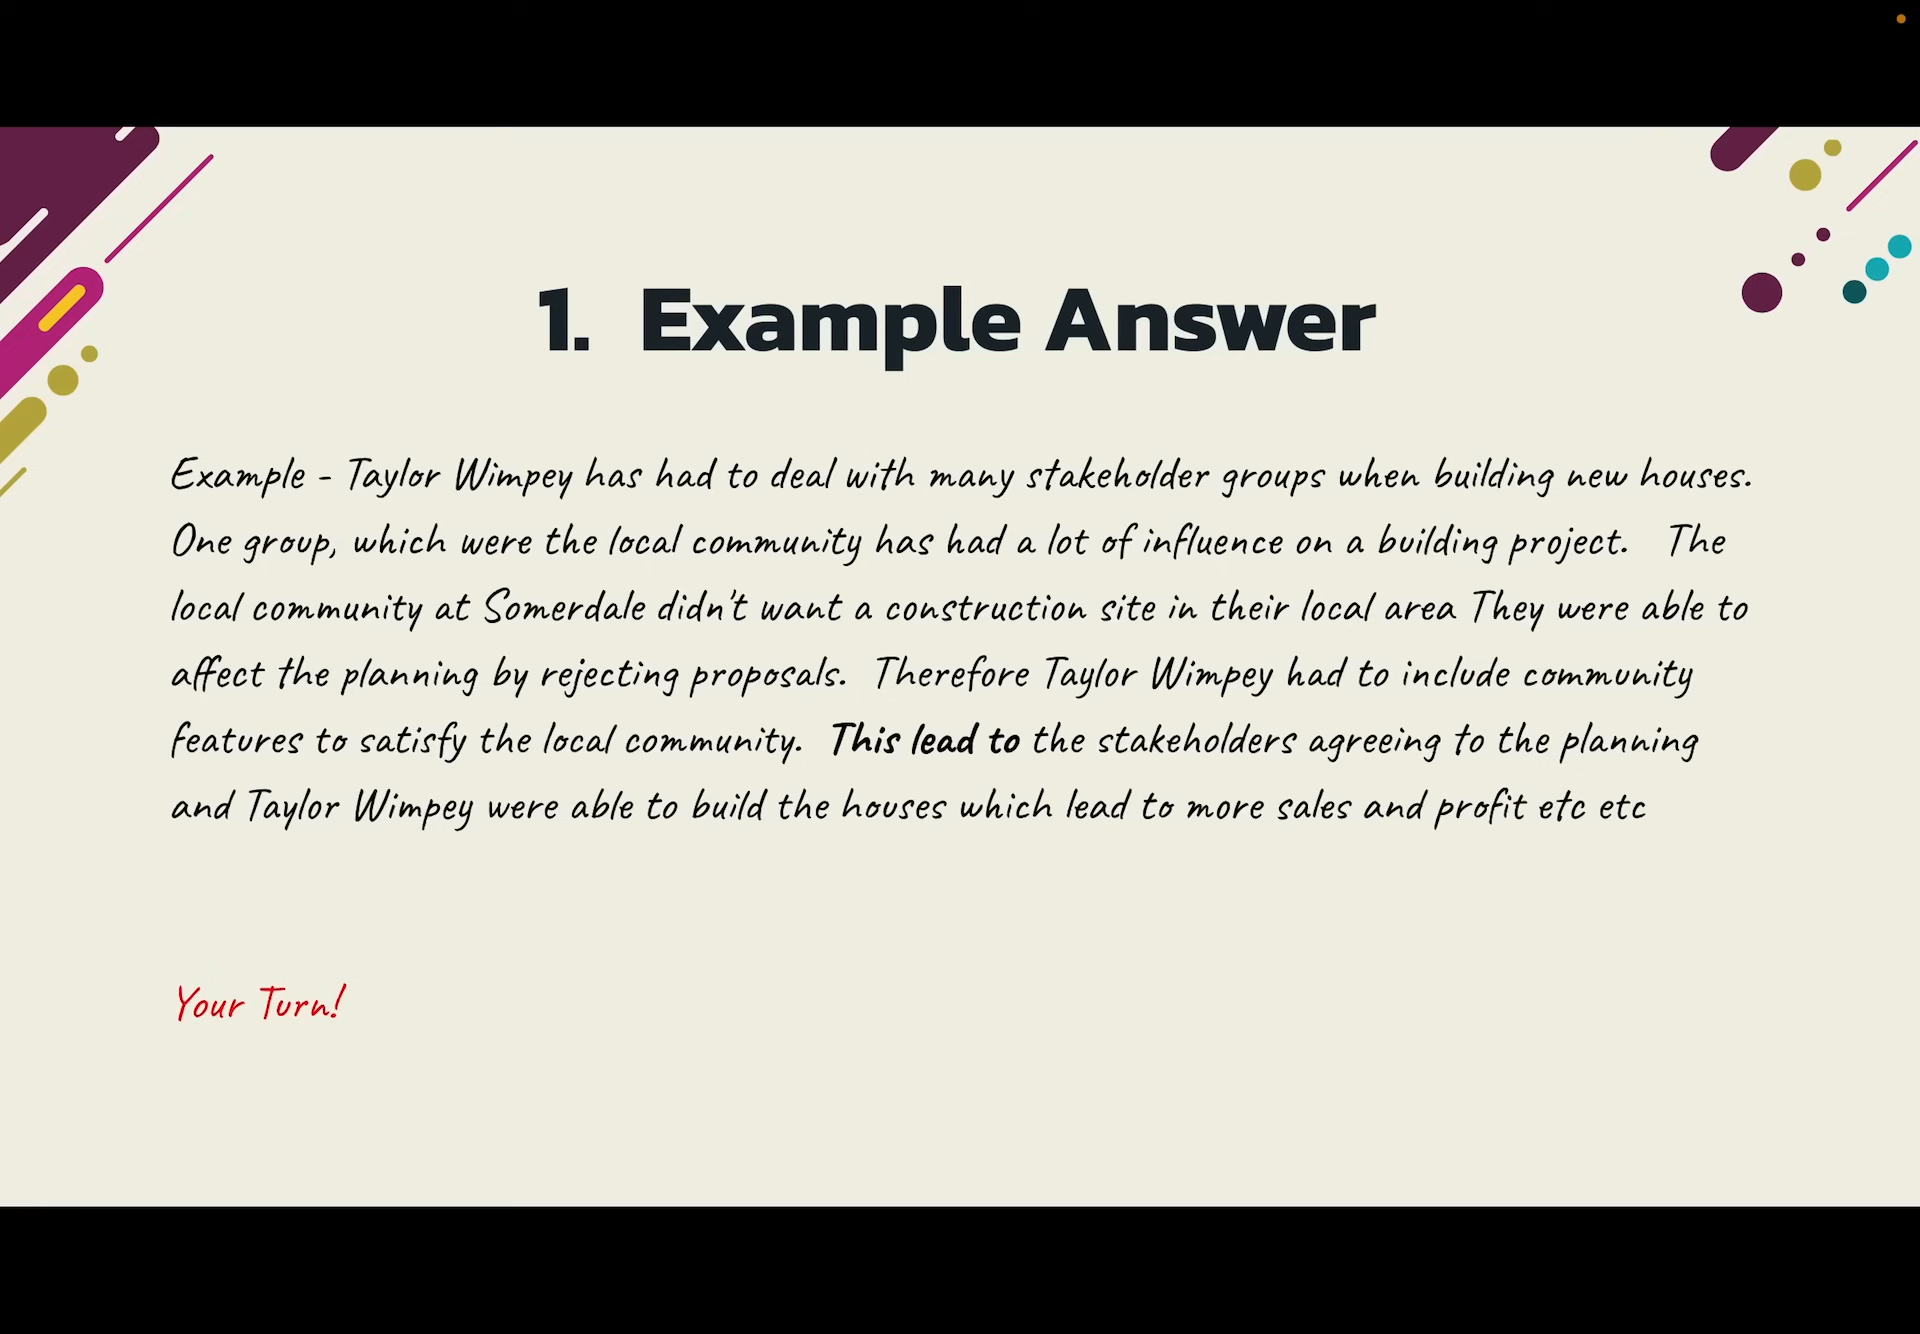 1. Example Answer
Example - Taylor Wimpey has had to deal with many stakeholder groups when building new houses.
One group, which were the local community has had a lot of influence on a building project. The
local community at Somerdale didn't want a construction site in their local area They were able to
affect the planning by rejecting proposals. Therefore Taylor Wimpey had to include community
features to satisfy the local community. This lead to the stakeholders agreeing to the planning
and Taylor Wimpey were able to build the houses which lead to more sales and profit etc etc
Your Turn!